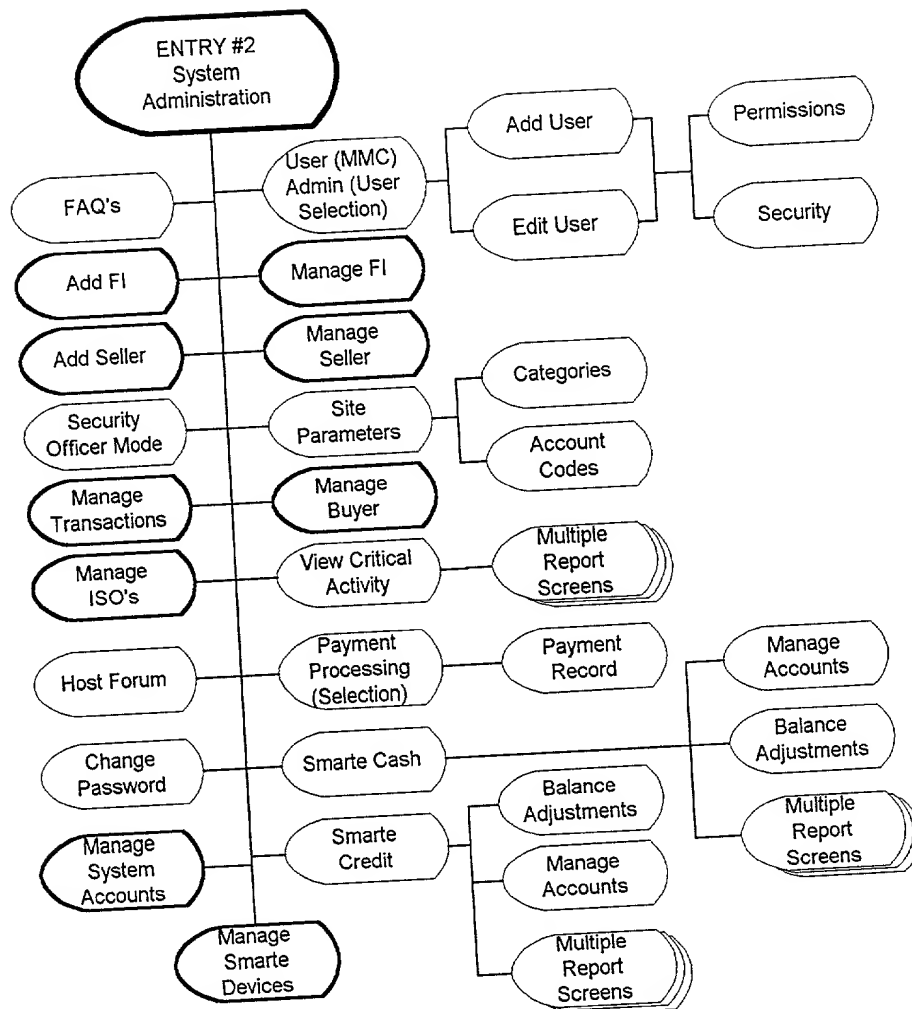 ENTRY #2
System
Administration
FAQ's
User (MMC)
Admin (User
Selection)
Add User
Edit User
Permissions
Security
Add FI
Manage FI
Add Seller
Manage
Seller
Security
Officer Mode
Site
Parameters
Categories
Account
Codes
Manage
Transactions
Manage
Buyer
Manage
ISO's
View Critical
Activity
Multiple
Report
Screens
Host Forum
Payment
Processing
(Selection)
Payment
Record
Change
Password
Smarte Cash
Manage
Accounts
Balance
Adjustments
Multiple
Report
Screens
Manage
System
Accounts
Smarte
Credit
Balance
Adjustments
Manage
Accounts
Multiple
Report
Screens
Manage
Smarte
Devices